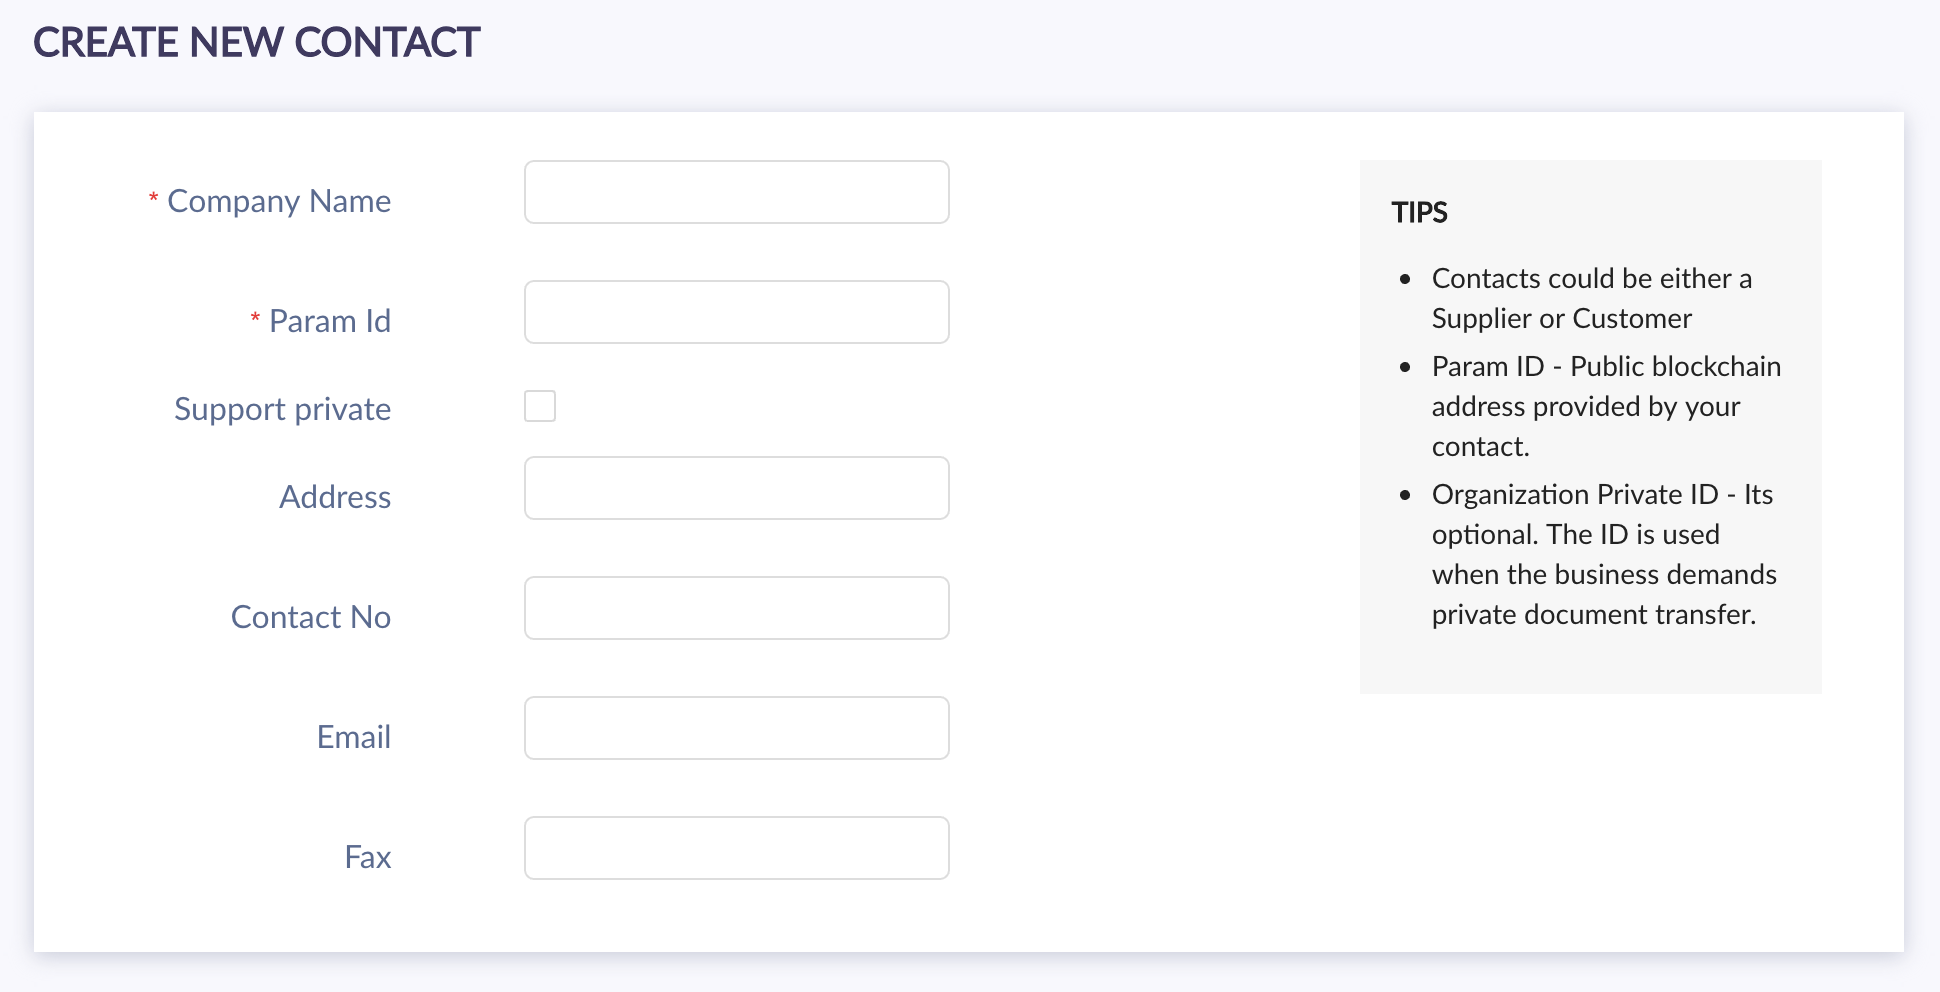 CREATE NEW CONTACT
* Company Name
* Param Id
Support private
Address
Contact No
Email
Fax
TIPS
• Contacts could be either a
Supplier or Customer
• Param ID - Public blockchain
address provided by your
contact.
• Organization Private ID - Its
optional. The ID is used
when the business demands
private document transfer.